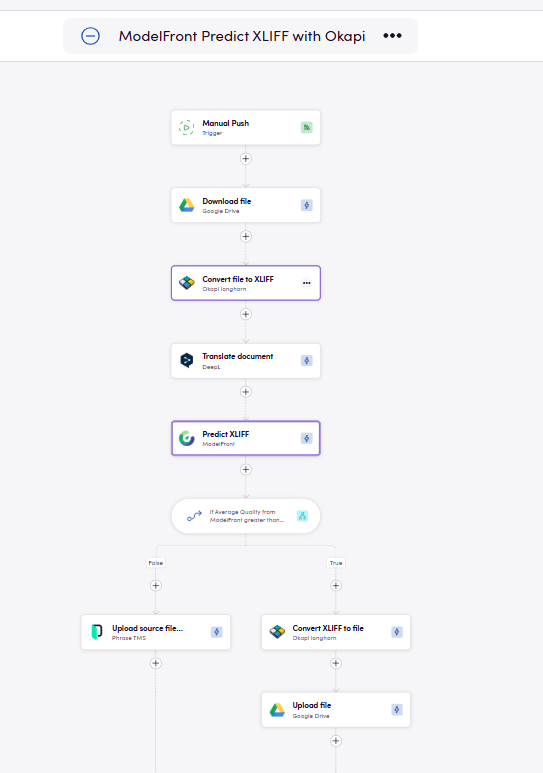 ModelFront Predict XLIFF with Okapi
Manual Push
Trigger
Download file
Google Drive
Convert file to XLIFF
Okapi longhorn
Translate document
DeepL
Predict XLIFF
ModelFront
If Average Quality from
ModelFront greater than...
False
True
Upload source file...
Phrase TMS
Convert XLIFF to file
Okapi longhorn
Upload file
Google Drive